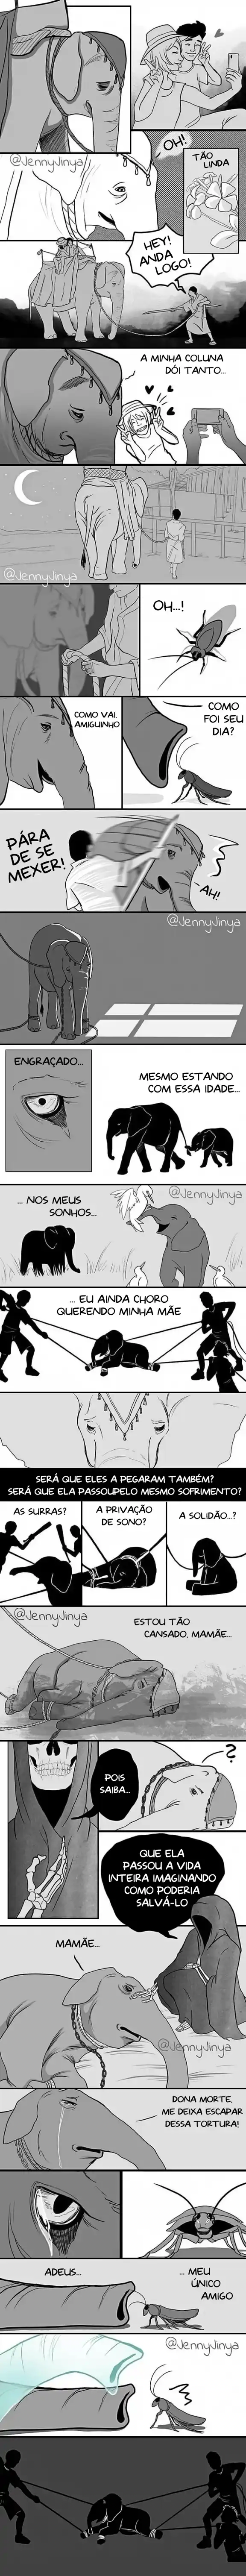 OH!
TÃO
LINDA
@JennyJinya
HEY!
ANDA
LOGO!
A MINHA COLUNA
DÓI TANTO...
@JennyJinya
OH...!
COMO VAI,
AMIGUINHO
COMO
FOI SEU
DIA?
PÁRA
DE SE
MEXER!
AH!
@JennyJinya
ENGRAÇADO...
MESMO ESTANDO
COM ESSA IDADE...
@JennyJinya
... NOS MEUS
SONHOS...
... EU AINDA CHORO
QUERENDO MINHA MÃE
SERÁ QUE ELES A PEGARAM TAMBÉM?
SERÁ QUE ELA PASSOUPELO MESMO SOFRIMENTO?
AS SURRAS?
A PRIVAÇÃO
DE SONO?
A SOLIDÃO...?
@JennyJinya
ESTOU TÃO
CANSADO, MAMÃE...
?
POIS
SAIBA...
QUE ELA
PASSOU A VIDA
INTEIRA IMAGINANDO
COMO PODERIA
SALVÁ-LO
MAMÃE...
@JennyJinya
DONA MORTE,
ME DEIXA ESCAPAR
DESSA TORTURA!
ADEUS...
... MEU
ÚNICO
AMIGO
@JennyJinya